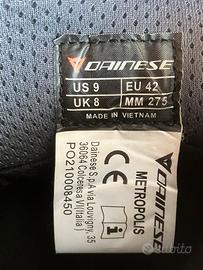 DAINESE
US 9 EU 42
UK 8 MM 275
MADE IN VIETNAM
DAINESE
METROPOLIS
CE
Dainese S.p.A via Louvigny, 35
36064 Colceresa VI (Italia)
PO210008450
subito